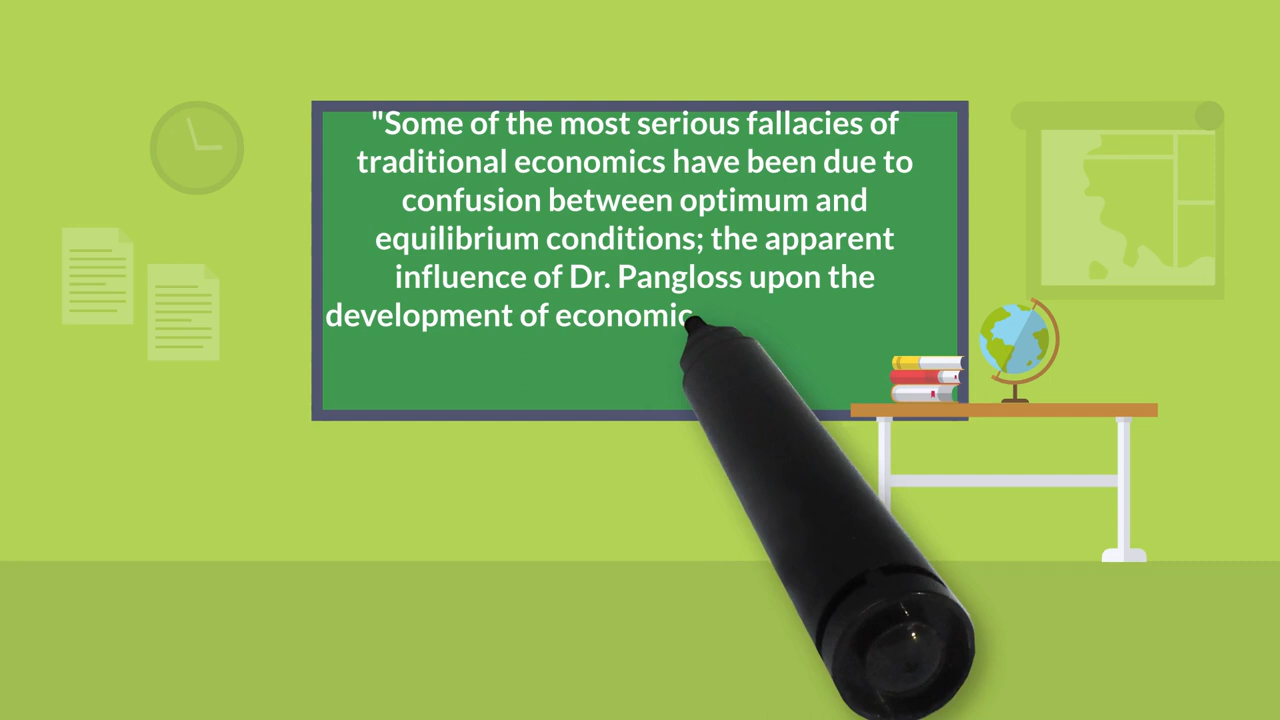 "Some of the most serious fallacies of
traditional economics have been due to
confusion between optimum and
equilibrium conditions; the apparent
influence of Dr. Pangloss upon the
development of economic